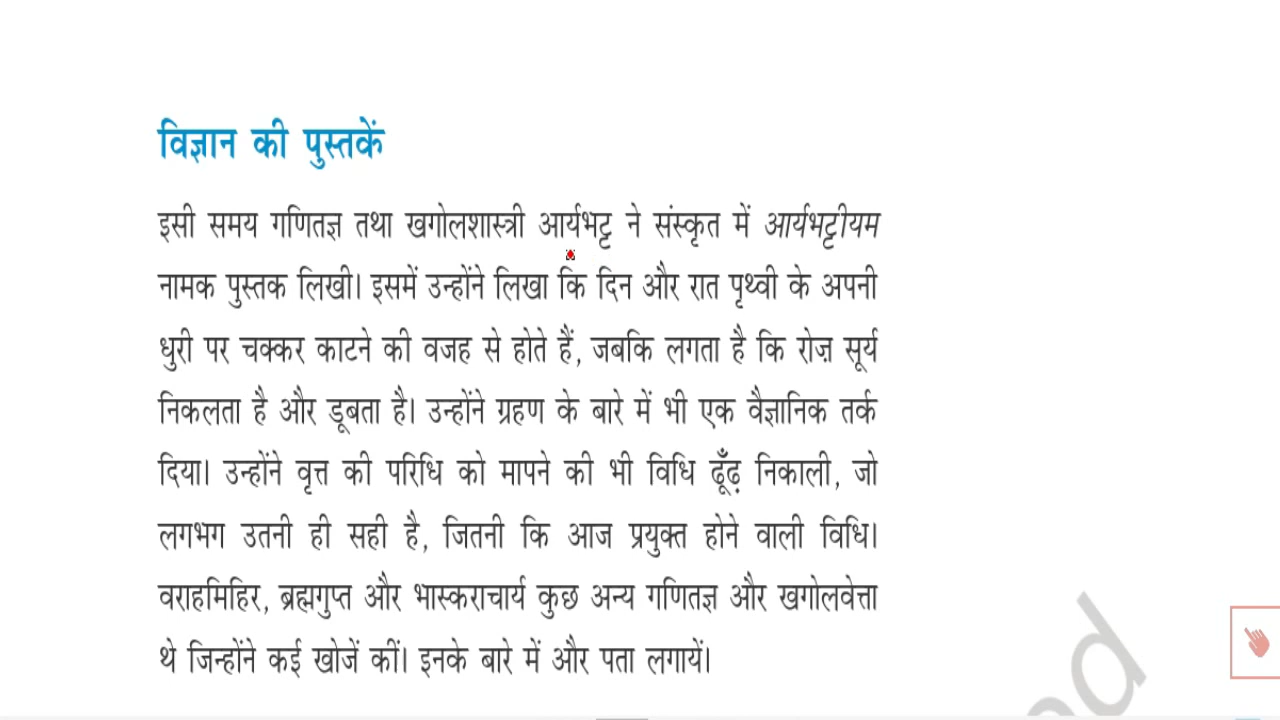 विज्ञान की पुस्तकें
इसी समय गणितज्ञ तथा खगोलशास्त्री आर्यभट्ट ने संस्कृत में आर्यभट्टीयम
नामक पुस्तक लिखी। इसमें उन्होंने लिखा कि दिन और रात पृथ्वी के अपनी
धुरी पर चक्कर काटने की वजह से होते हैं, जबकि लगता है कि रोज़ सूर्य
निकलता है और डूबता है। उन्होंने ग्रहण के बारे में भी एक वैज्ञानिक तर्क
दिया। उन्होंने वृत्त की परिधि को मापने की भी विधि ढूँढ़ निकाली, जो
लगभग उतनी ही सही है, जितनी कि आज प्रयुक्त होने वाली विधि।
वराहमिहिर, ब्रह्मगुप्त और भास्कराचार्य कुछ अन्य गणितज्ञ और खगोलवेत्ता
थे जिन्होंने कई खोजें कीं। इनके बारे में और पता लगायें।